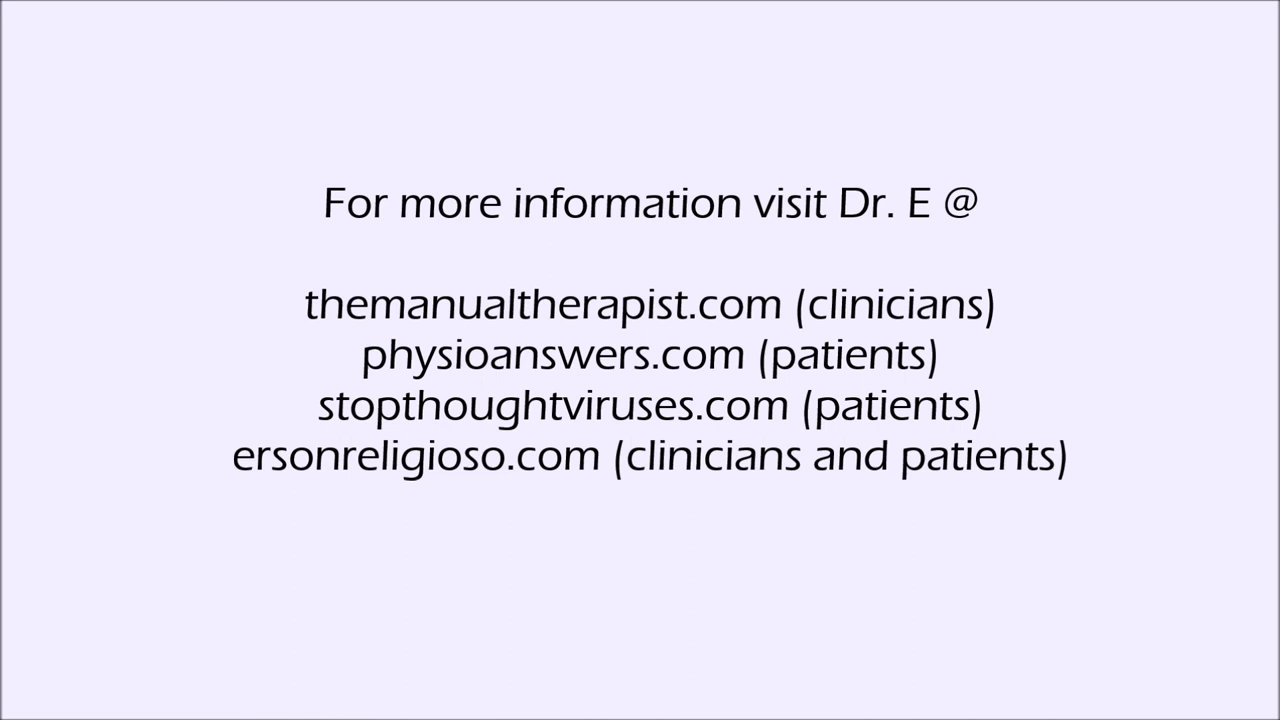 For more information visit Dr. E @
themanualtherapist.com (clinicians)
physioanswers.com (patients)
stopthoughtviruses.com (patients)
ersonreligioso.com (clinicians and patients)